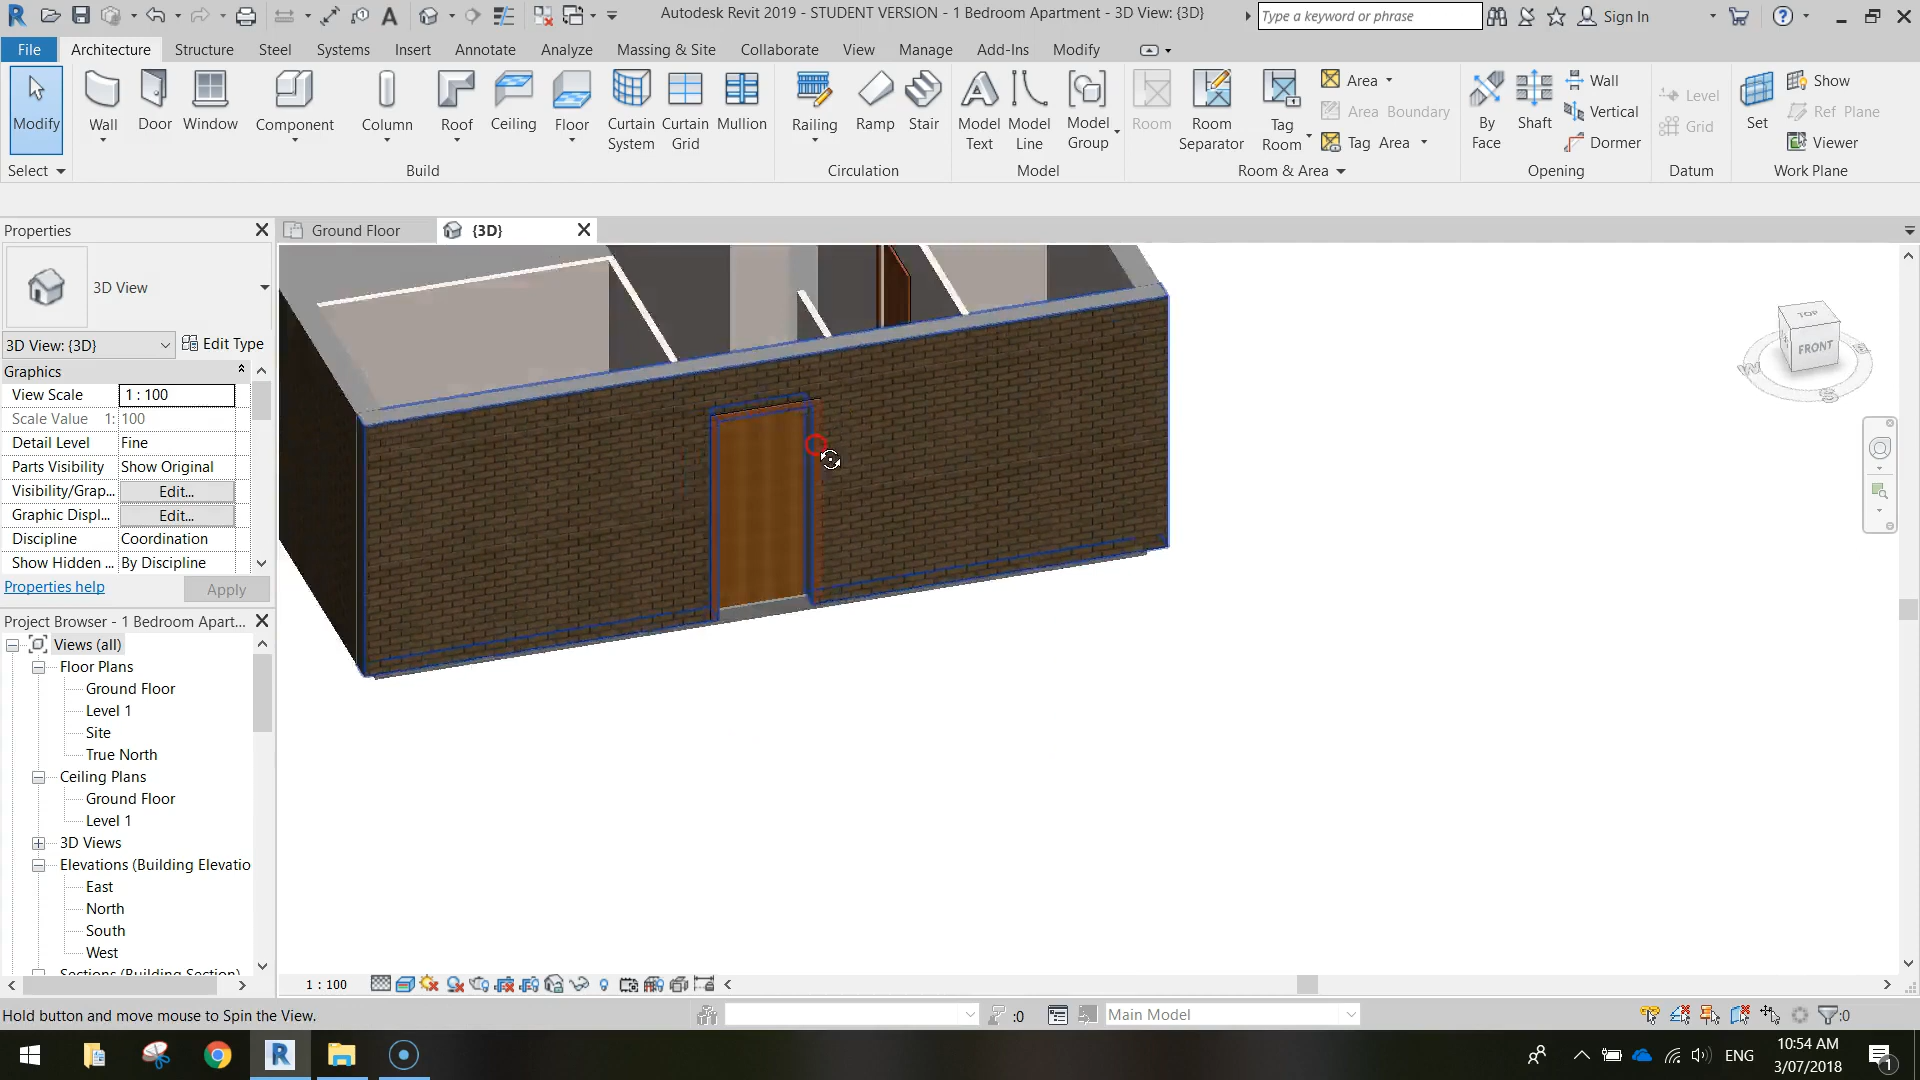 Autodesk Revit 2019 - STUDENT VERSION - 1 Bedroom Apartment - 3D View: {3D}
Type a keyword or phrase
Sign In
File
Architecture
Structure
Steel
Systems
Insert
Annotate
Analyze
Massing & Site
Collaborate
View
Manage
Add-Ins
Modify
Modify
Wall
Door
Window
Component
Column
Roof
Ceiling
Floor
Curtain
System
Curtain
Grid
Mullion
Railing
Ramp
Stair
Model
Text
Model
Line
Model
Group
Room
Room
Separator
Tag
Room
Area
Area Boundary
Tag Area
By
Face
Shaft
Wall
Vertical
Dormer
Level
Grid
Set
Show
Ref Plane
Viewer
Select
Build
Circulation
Model
Room & Area
Opening
Datum
Work Plane
Properties
Ground Floor
{3D}
3D View
3D View: {3D}
Edit Type
Graphics
View Scale
1 : 100
Scale Value 1:
100
Detail Level
Fine
Parts Visibility
Show Original
Visibility/Grap...
Edit...
Graphic Displ...
Edit...
Discipline
Coordination
Show Hidden ...
By Discipline
Properties help
Apply
Project Browser - 1 Bedroom Apart...
Views (all)
Floor Plans
Ground Floor
Level 1
Site
True North
Ceiling Plans
Ground Floor
Level 1
3D Views
Elevations (Building Elevatio
East
North
South
West
Sections (Building Section)
TOP
FRONT
W
S
1 : 100
Hold button and move mouse to Spin the View.
:0
Main Model
:0
ENG
10:54 AM
3/07/2018
1